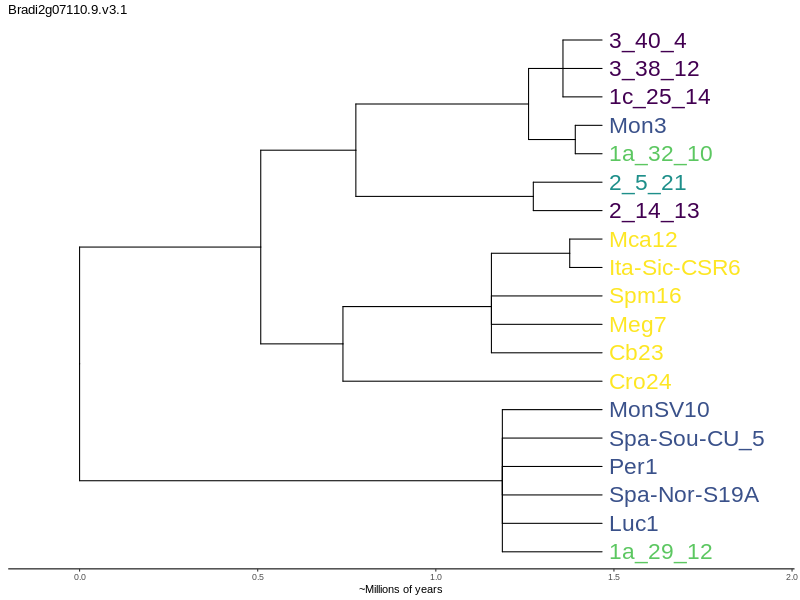 Bradi2g07110.9.v3.1
3_40_4
3_38_12
1c_25_14
Mon3
1a_32_10
2_5_21
2_14_13
Mca12
Ita-Sic-CSR6
Spm16
Meg7
Cb23
Cro24
MonSV10
Spa-Sou-CU_5
Per1
Spa-Nor-S19A
Luc1
1a_29_12
0.0 0.5 1.0 1.5 2.0
~Millions of years